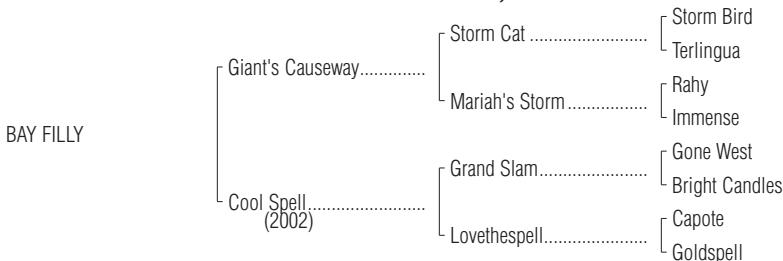 Storm Bird
Storm Cat ........................
Terlingua
Giant's Causeway..............
Rahy
Mariah's Storm .................
Immense
BAY FILLY
Gone West
Grand Slam.......................
Bright Candles
Cool Spell.........................
(2002)
Capote
Lovethespell......................
Goldspell